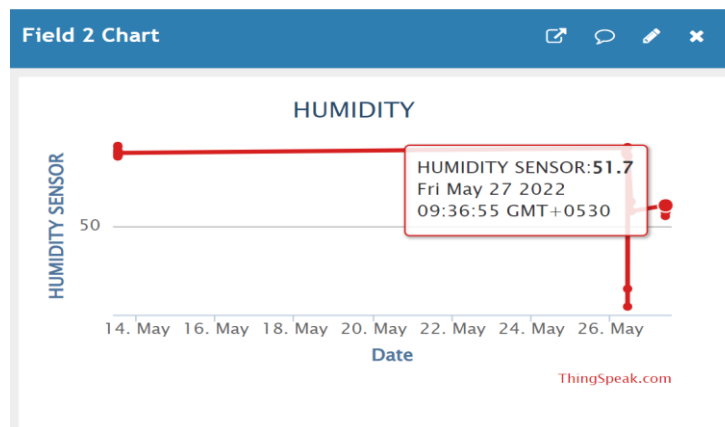 Field 2 Chart
HUMIDITY
HUMIDITY SENSOR
HUMIDITY SENSOR:51.7
Fri May 27 2022
09:36:55 GMT+0530
50
14. May 16. May 18. May 20. May 22. May 24. May 26. May
Date
ThingSpeak.com